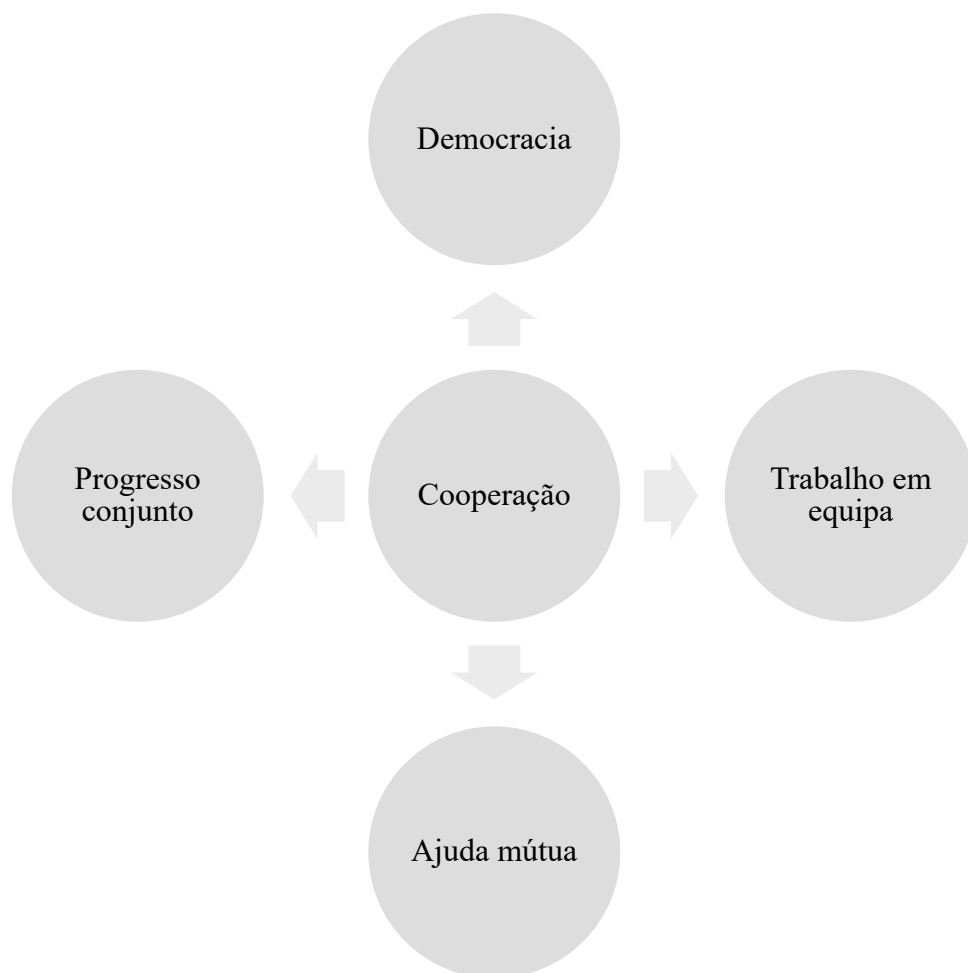 Democracia
Progresso
conjunto
Cooperação
Trabalho em
equipa
Ajuda mútua